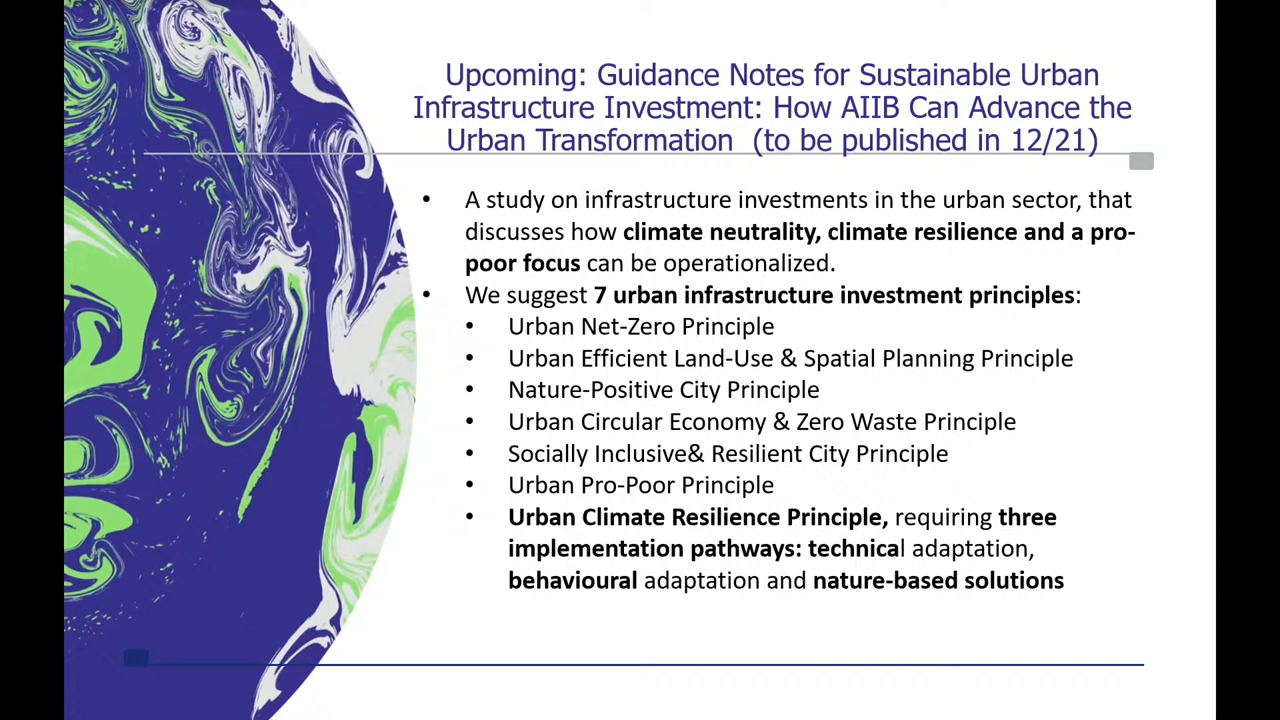 Upcoming: Guidance Notes for Sustainable Urban
Infrastructure Investment: How AIIB Can Advance the
Urban Transformation (to be published in 12/21)
• A study on infrastructure investments in the urban sector, that
discusses how climate neutrality, climate resilience and a pro-
poor focus can be operationalized.
• We suggest 7 urban infrastructure investment principles:
• Urban Net-Zero Principle
• Urban Efficient Land-Use & Spatial Planning Principle
• Nature-Positive City Principle
• Urban Circular Economy & Zero Waste Principle
• Socially Inclusive& Resilient City Principle
• Urban Pro-Poor Principle
• Urban Climate Resilience Principle, requiring three
implementation pathways: technical adaptation,
behavioural adaptation and nature-based solutions